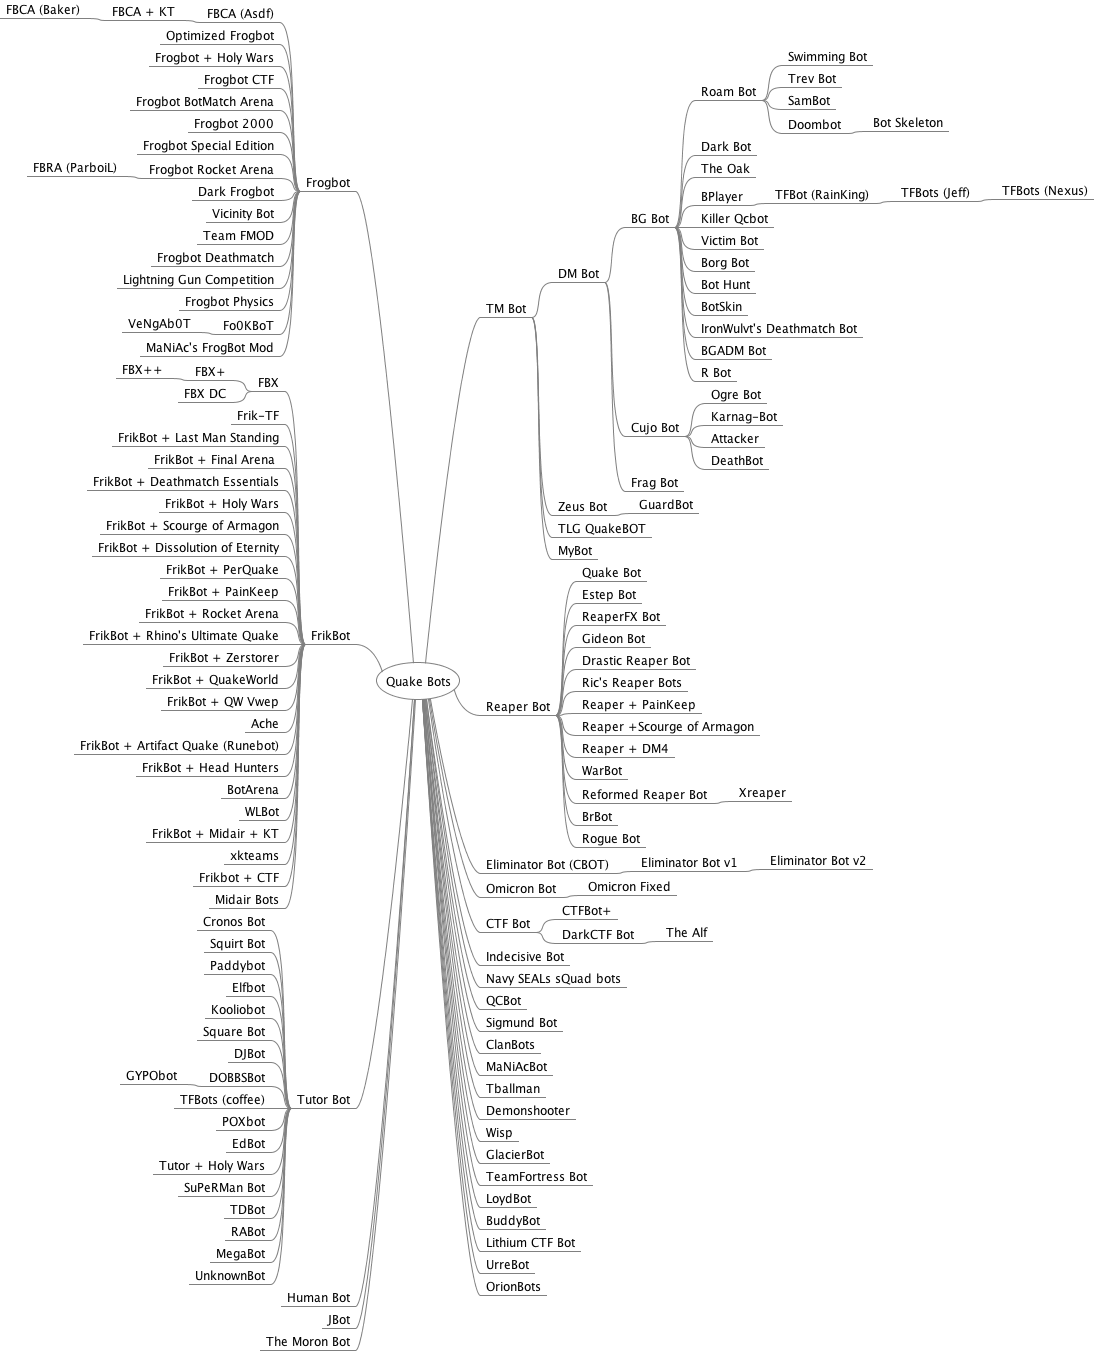 Quake Bots
Frogbot
FBCA (Asdf)
FBCA + KT
FBCA (Baker)
Optimized Frogbot
Frogbot + Holy Wars
Frogbot CTF
Frogbot BotMatch Arena
Frogbot 2000
Frogbot Special Edition
Frogbot Rocket Arena
FBRA (ParboiL)
Dark Frogbot
Vicinity Bot
Team FMOD
Frogbot Deathmatch
Lightning Gun Competition
Frogbot Physics
Fo0KBoT
VeNgAb0T
MaNiAc's FrogBot Mod
FrikBot
FBX
FBX+
FBX++
FBX DC
Frik-TF
FrikBot + Last Man Standing
FrikBot + Final Arena
FrikBot + Deathmatch Essentials
FrikBot + Holy Wars
FrikBot + Scourge of Armagon
FrikBot + Dissolution of Eternity
FrikBot + PerQuake
FrikBot + PainKeep
FrikBot + Rocket Arena
FrikBot + Rhino's Ultimate Quake
FrikBot + Zerstorer
FrikBot + QuakeWorld
FrikBot + QW Vwep
Ache
FrikBot + Artifact Quake (Runebot)
FrikBot + Head Hunters
BotArena
WLBot
FrikBot + Midair + KT
xkteams
Frikbot + CTF
Midair Bots
Tutor Bot
Cronos Bot
Squirt Bot
Paddybot
Elfbot
Kooliobot
Square Bot
DJBot
DOBBSBot
GYPObot
TFBots (coffee)
POXbot
EdBot
Tutor + Holy Wars
SuPeRMan Bot
TDBot
RABot
MegaBot
UnknownBot
Human Bot
JBot
The Moron Bot
TM Bot
DM Bot
BG Bot
Roam Bot
Swimming Bot
Trev Bot
SamBot
Doombot
Bot Skeleton
Dark Bot
The Oak
BPlayer
TFBot (RainKing)
TFBots (Jeff)
TFBots (Nexus)
Killer Qcbot
Victim Bot
Borg Bot
Bot Hunt
BotSkin
IronWulvt's Deathmatch Bot
BGADM Bot
R Bot
Cujo Bot
Ogre Bot
Karnag-Bot
Attacker
DeathBot
Frag Bot
Zeus Bot
GuardBot
TLG QuakeBOT
MyBot
Reaper Bot
Quake Bot
Estep Bot
ReaperFX Bot
Gideon Bot
Drastic Reaper Bot
Ric's Reaper Bots
Reaper + PainKeep
Reaper +Scourge of Armagon
Reaper + DM4
WarBot
Reformed Reaper Bot
Xreaper
BrBot
Rogue Bot
Eliminator Bot (CBOT)
Eliminator Bot v1
Eliminator Bot v2
Omicron Bot
Omicron Fixed
CTF Bot
CTFBot+
DarkCTF Bot
The Alf
Indecisive Bot
Navy SEALs sQuad bots
QCBot
Sigmund Bot
ClanBots
MaNiAcBot
Tballman
Demonshooter
Wisp
GlacierBot
TeamFortress Bot
LoydBot
BuddyBot
Lithium CTF Bot
UrreBot
OrionBots